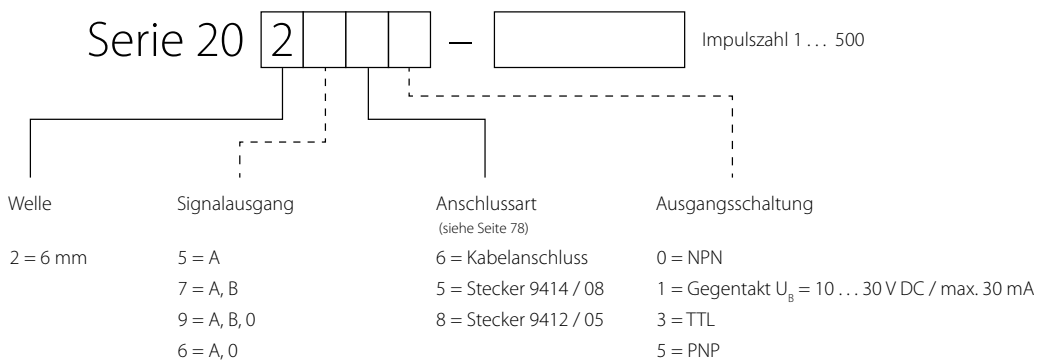 Serie 20 2 – Impulszahl 1 … 500
Welle Signalausgang Anschlussart Ausgangsschaltung
(siehe Seite 78)
2 = 6 mm 5 = A 6 = Kabelanschluss 0 = NPN
7 = A, B 5 = Stecker 9414 / 08 1 = Gegentakt U_B = 10 … 30 V DC / max. 30 mA
9 = A, B, 0 8 = Stecker 9412 / 05 3 = TTL
6 = A, 0 5 = PNP